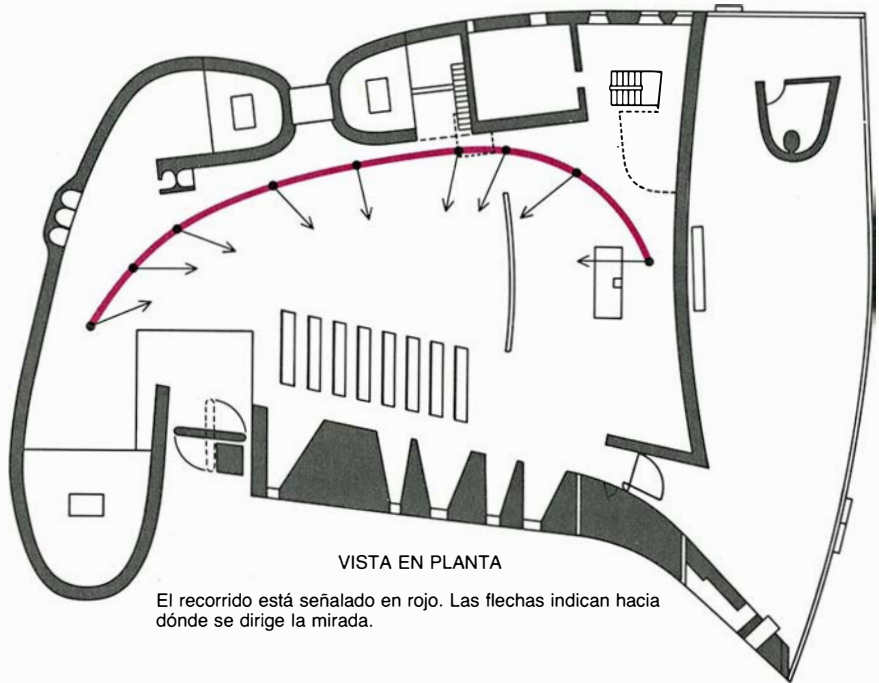 VISTA EN PLANTA
El recorrido está señalado en rojo. Las flechas indican hacia
dónde se dirige la mirada.